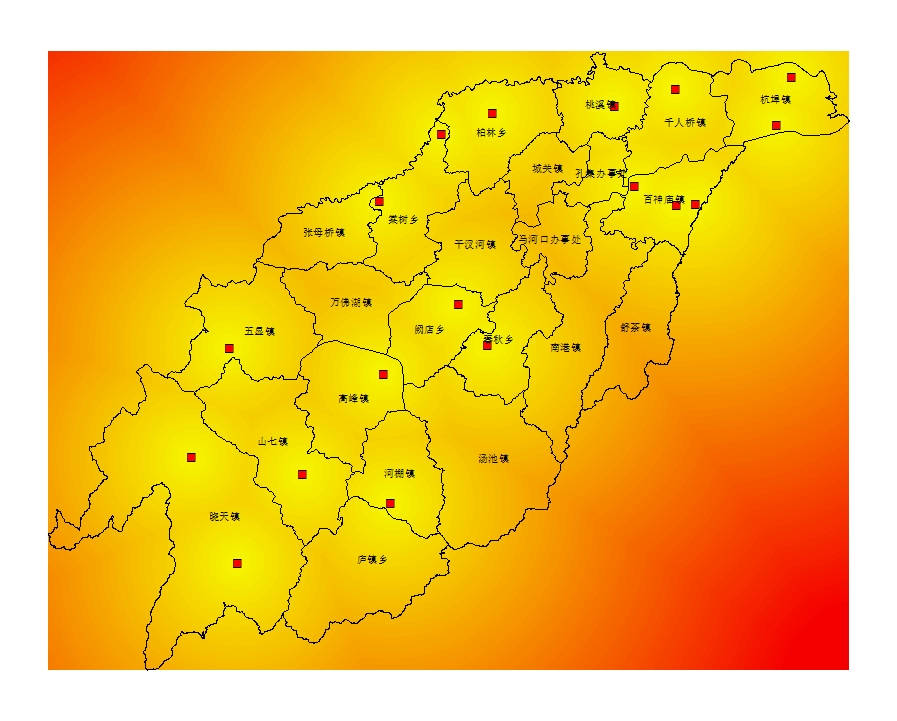 桃溪镇
杭埠镇
千人桥镇
柏林乡
城关镇
孔集办事处
百神庙镇
棠树乡
张母桥镇
干汊河镇
马河口办事处
万佛湖镇
五显镇
阙店乡
春秋乡
南港镇
舒茶镇
高峰镇
山七镇
汤池镇
河棚镇
晓天镇
庐镇乡